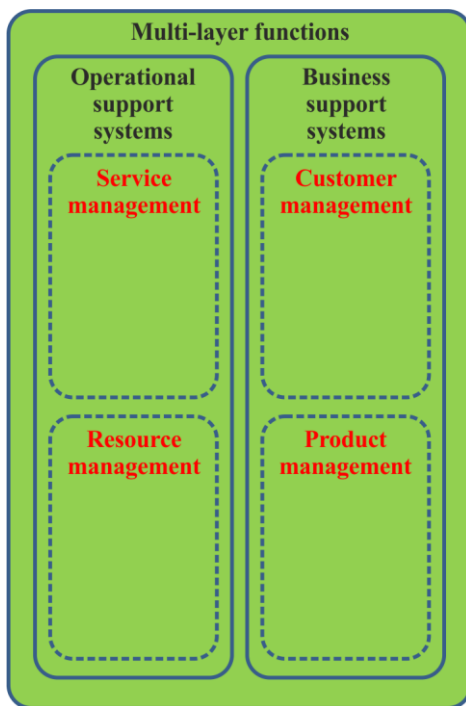 Multi-layer functions
Operational
support
systems
Service
management
Resource
management
Business
support
systems
Customer
management
Product
management